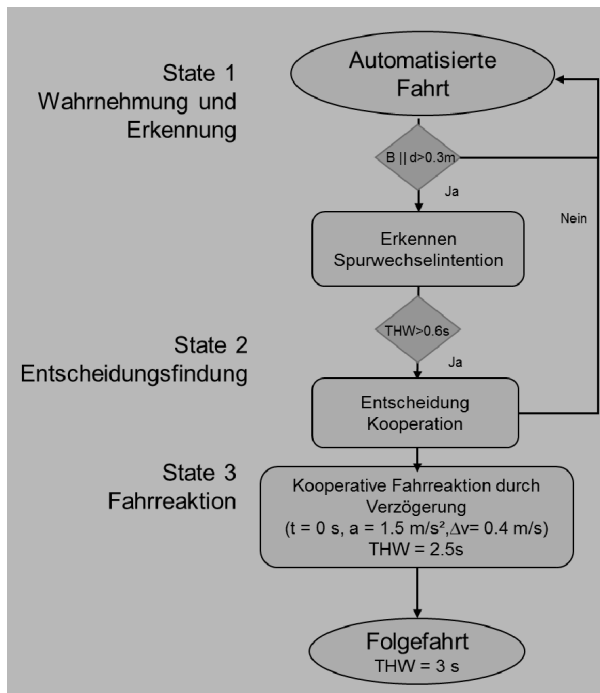 State 1
Wahrnehmung und
Erkennung
Automatisierte
Fahrt
B || d>0.3m
Ja
Nein
Erkennen
Spurwechselintention
THW>0.6s
Ja
State 2
Entscheidungsfindung
Entscheidung
Kooperation
State 3
Fahrreaktion
Kooperative Fahrreaktion durch
Verzögerung
(t = 0 s, a = 1.5 m/s²,Δv= 0.4 m/s)
THW = 2.5s
Folgefahrt
THW = 3 s